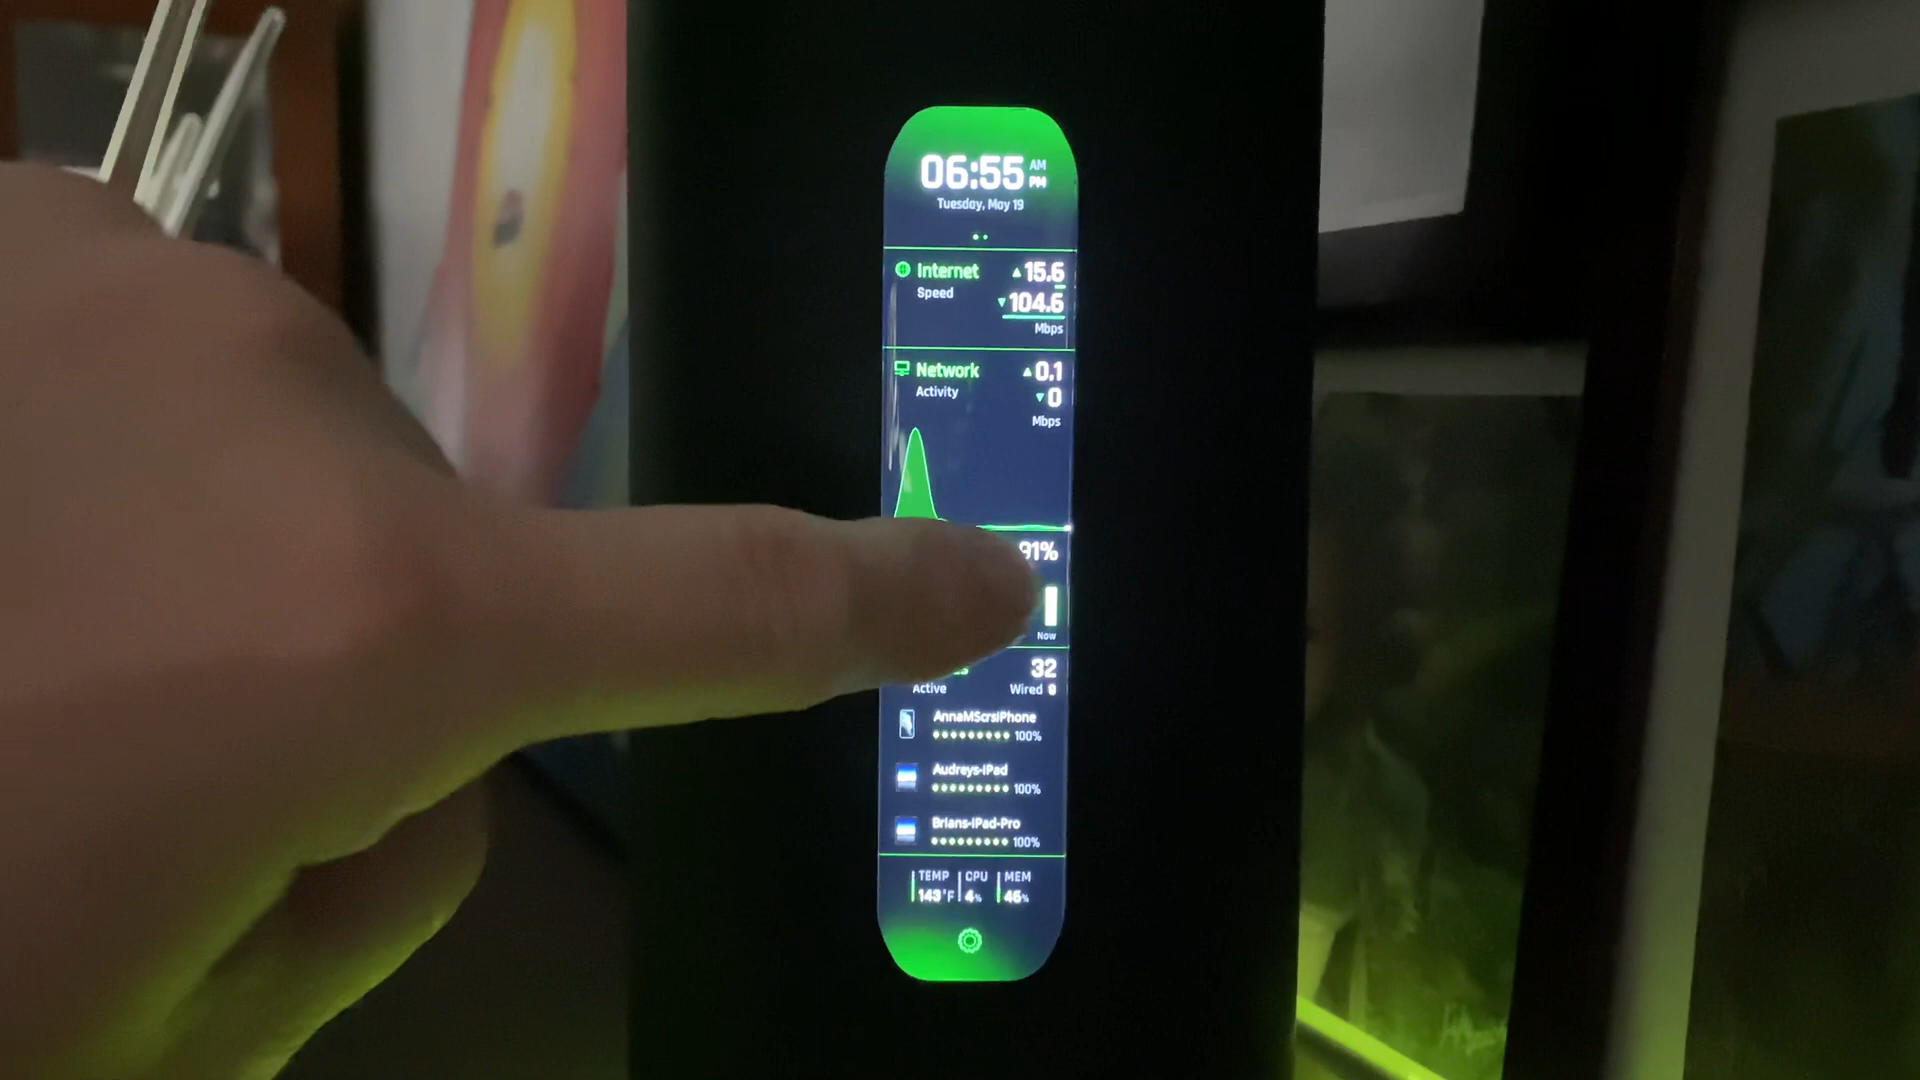 06:55 AM PM
Tuesday, May 19
Internet ▲15.6
Speed ▼104.6
Mbps
Network ▲0.1
Activity ▼0
Mbps
91%
Now
32
Active Wired
AnnaMScrsiPhone
100%
Audreys-iPad
100%
Brians-iPad-Pro
100%
TEMP CPU MEM
143°F 4% 45%